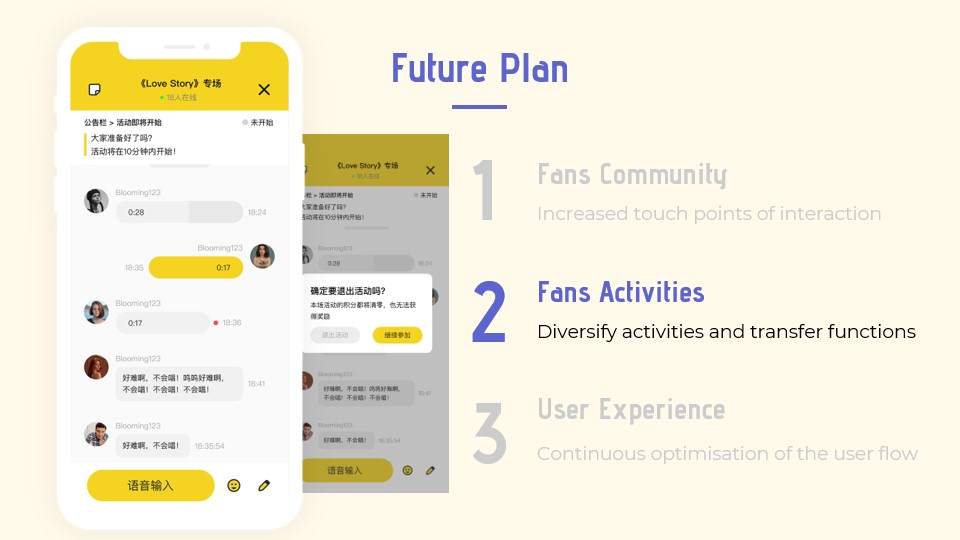 Future Plan
《Love Story》专场
18人在线
公告栏 > 活动即将开始
未开始
大家准备好了吗?
活动将在10分钟内开始!
Blooming123
0:28
18:24
Blooming123
18:35
0:17
Blooming123
0:17
18:36
Blooming123
好难啊，不会唱！呜呜好难啊，
不会唱！不会唱！不会唱！
18:41
Blooming123
好难啊，不会唱！
18:35:54
语音输入
《Love Story》专场
18人在线
栏 > 活动即将开始
未开始
大家准备好了吗?
活动将在10分钟内开始!
Blooming123
0:28
18:24
确定要退出活动吗?
本场活动的积分都将清零，也无法获
得奖励
退出活动
继续参加
Blooming123
好难啊，不会唱！呜呜好难啊，
不会唱！不会唱！不会唱！
18:41
Blooming123
好难啊，不会唱！
18:35:54
语音输入
1
Fans Community
Increased touch points of interaction
2
Fans Activities
Diversify activities and transfer functions
3
User Experience
Continuous optimisation of the user flow